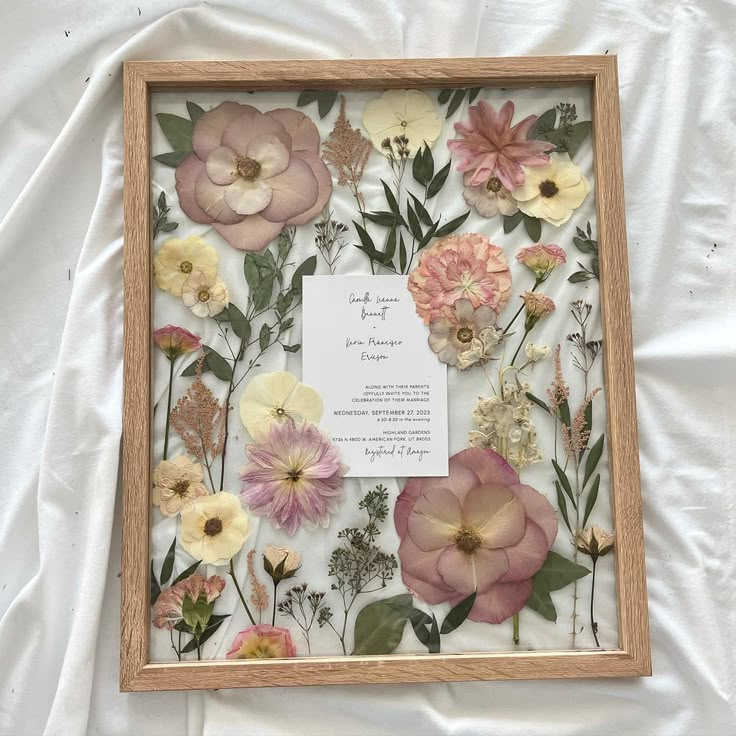 Camille Leanne
Bennett
Kevin Francisco
Ericson
ALONG WITH THEIR PARENTS
JOYFULLY INVITE YOU TO THE
CELEBRATION OF THEIR MARRIAGE
WEDNESDAY, SEPTEMBER 27, 2023
6:30-8:30 in the evening
HIGHLAND GARDENS
N 4800 W. AMERICAN FORK, UT 84003
registered at Amazon